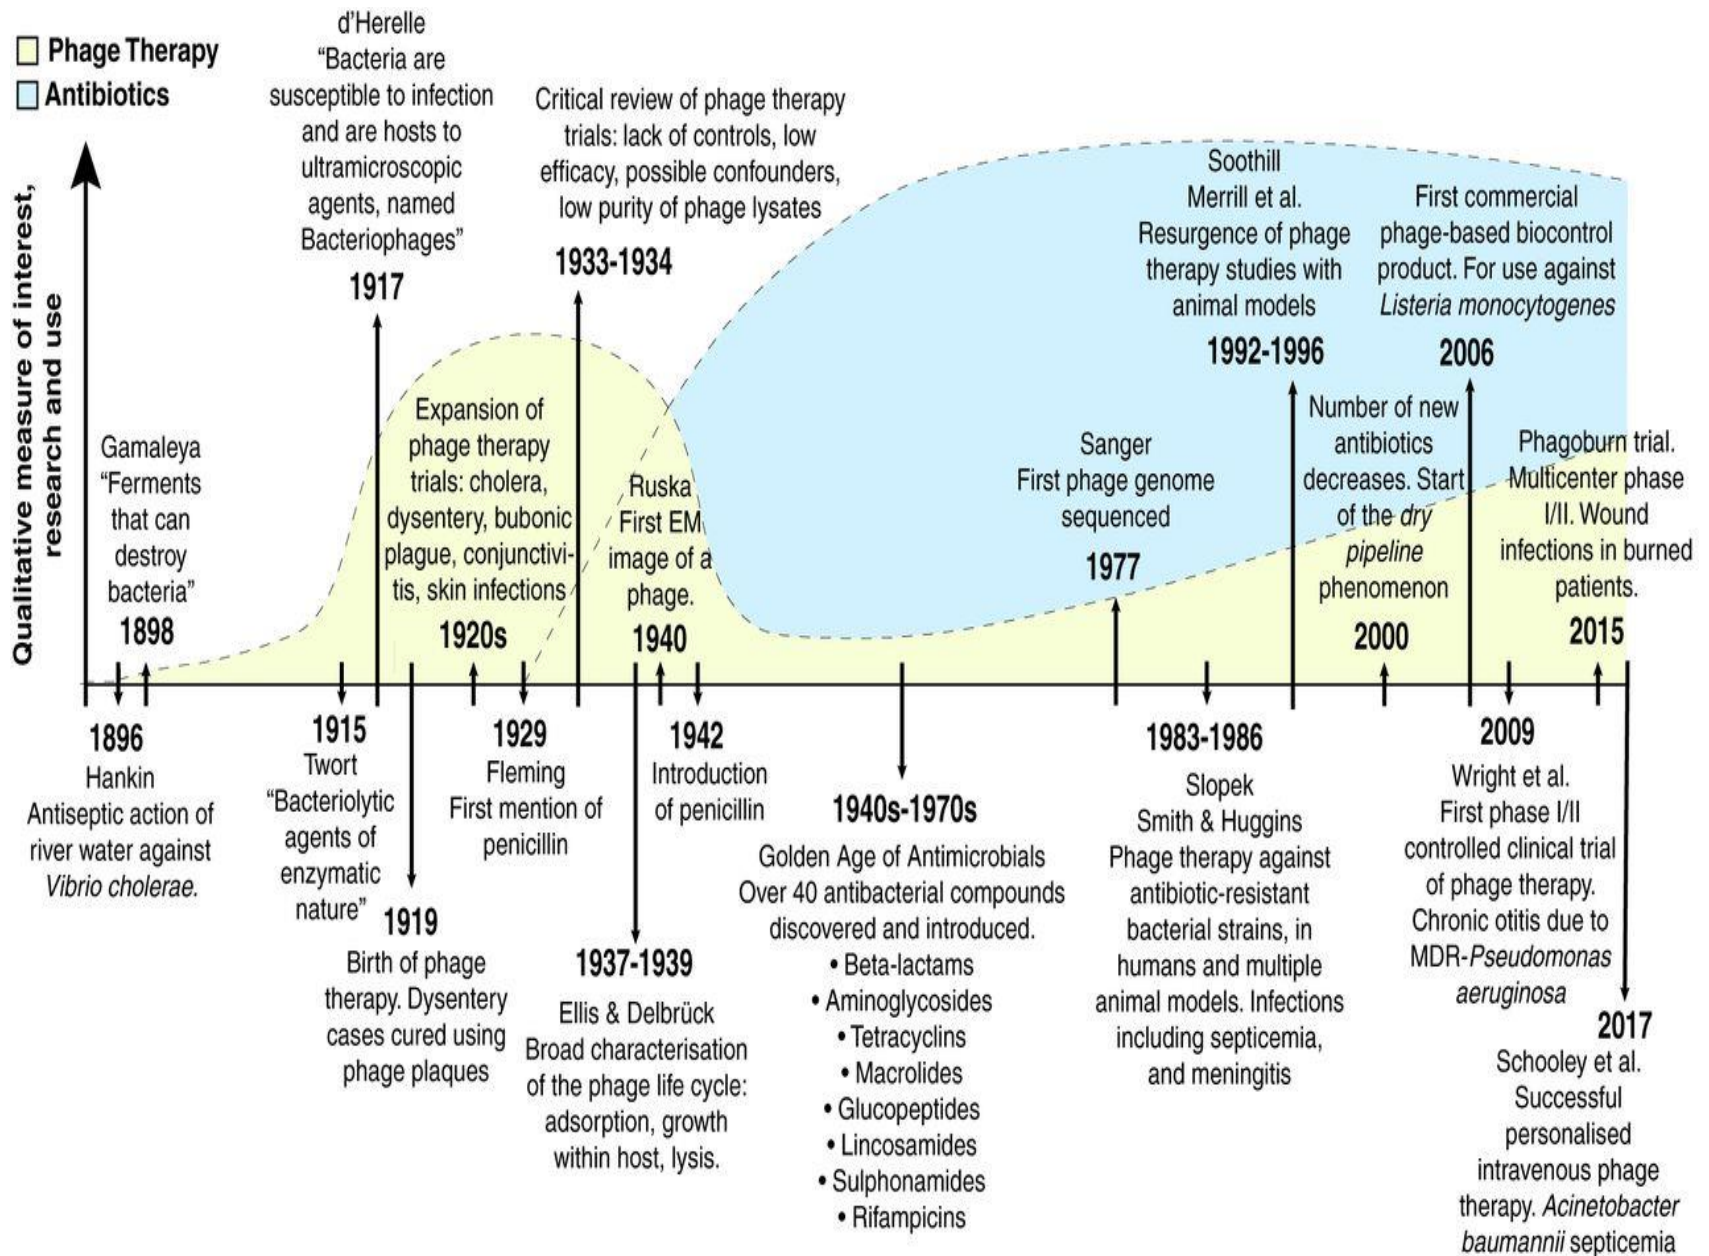 Phage Therapy
Antibiotics
Qualitative measure of interest,
research and use
d’Herelle
“Bacteria are
susceptible to infection
and are hosts to
ultramicroscopic
agents, named
Bacteriophages”
1917
Critical review of phage therapy
trials: lack of controls, low
efficacy, possible confounders,
low purity of phage lysates
1933-1934
Soothill
Merrill et al.
Resurgence of phage
therapy studies with
animal models
1992-1996
First commercial
phage-based biocontrol
product. For use against
Listeria monocytogenes
2006
Gamaleya
“Ferments
that can
destroy
bacteria”
1898
Expansion of
phage therapy
trials: cholera,
dysentery, bubonic
plague, conjunctivi-
tis, skin infections
1920s
Ruska
First EM
image of a
phage.
1940
Sanger
First phage genome
sequenced
1977
Number of new
antibiotics
decreases. Start
of the dry
pipeline
phenomenon
2000
Phagoburn trial.
Multicenter phase
I/II. Wound
infections in burned
patients.
2015
1896
Hankin
Antiseptic action of
river water against
Vibrio cholerae.
1915
Twort
“Bacteriolytic
agents of
enzymatic
nature”
1919
Birth of phage
therapy. Dysentery
cases cured using
phage plaques
1929
Fleming
First mention of
penicillin
1937-1939
Ellis & Delbrück
Broad characterisation
of the phage life cycle:
adsorption, growth
within host, lysis.
1942
Introduction
of penicillin
1940s-1970s
Golden Age of Antimicrobials
Over 40 antibacterial compounds
discovered and introduced.
• Beta-lactams
• Aminoglycosides
• Tetracyclins
• Macrolides
• Glucopeptides
• Lincosamides
• Sulphonamides
• Rifampicins
1983-1986
Slopek
Smith & Huggins
Phage therapy against
antibiotic-resistant
bacterial strains, in
humans and multiple
animal models. Infections
including septicemia,
and meningitis
2009
Wright et al.
First phase I/II
controlled clinical trial
of phage therapy.
Chronic otitis due to
MDR-Pseudomonas
aeruginosa
2017
Schooley et al.
Successful
personalised
intravenous phage
therapy. Acinetobacter
baumannii septicemia